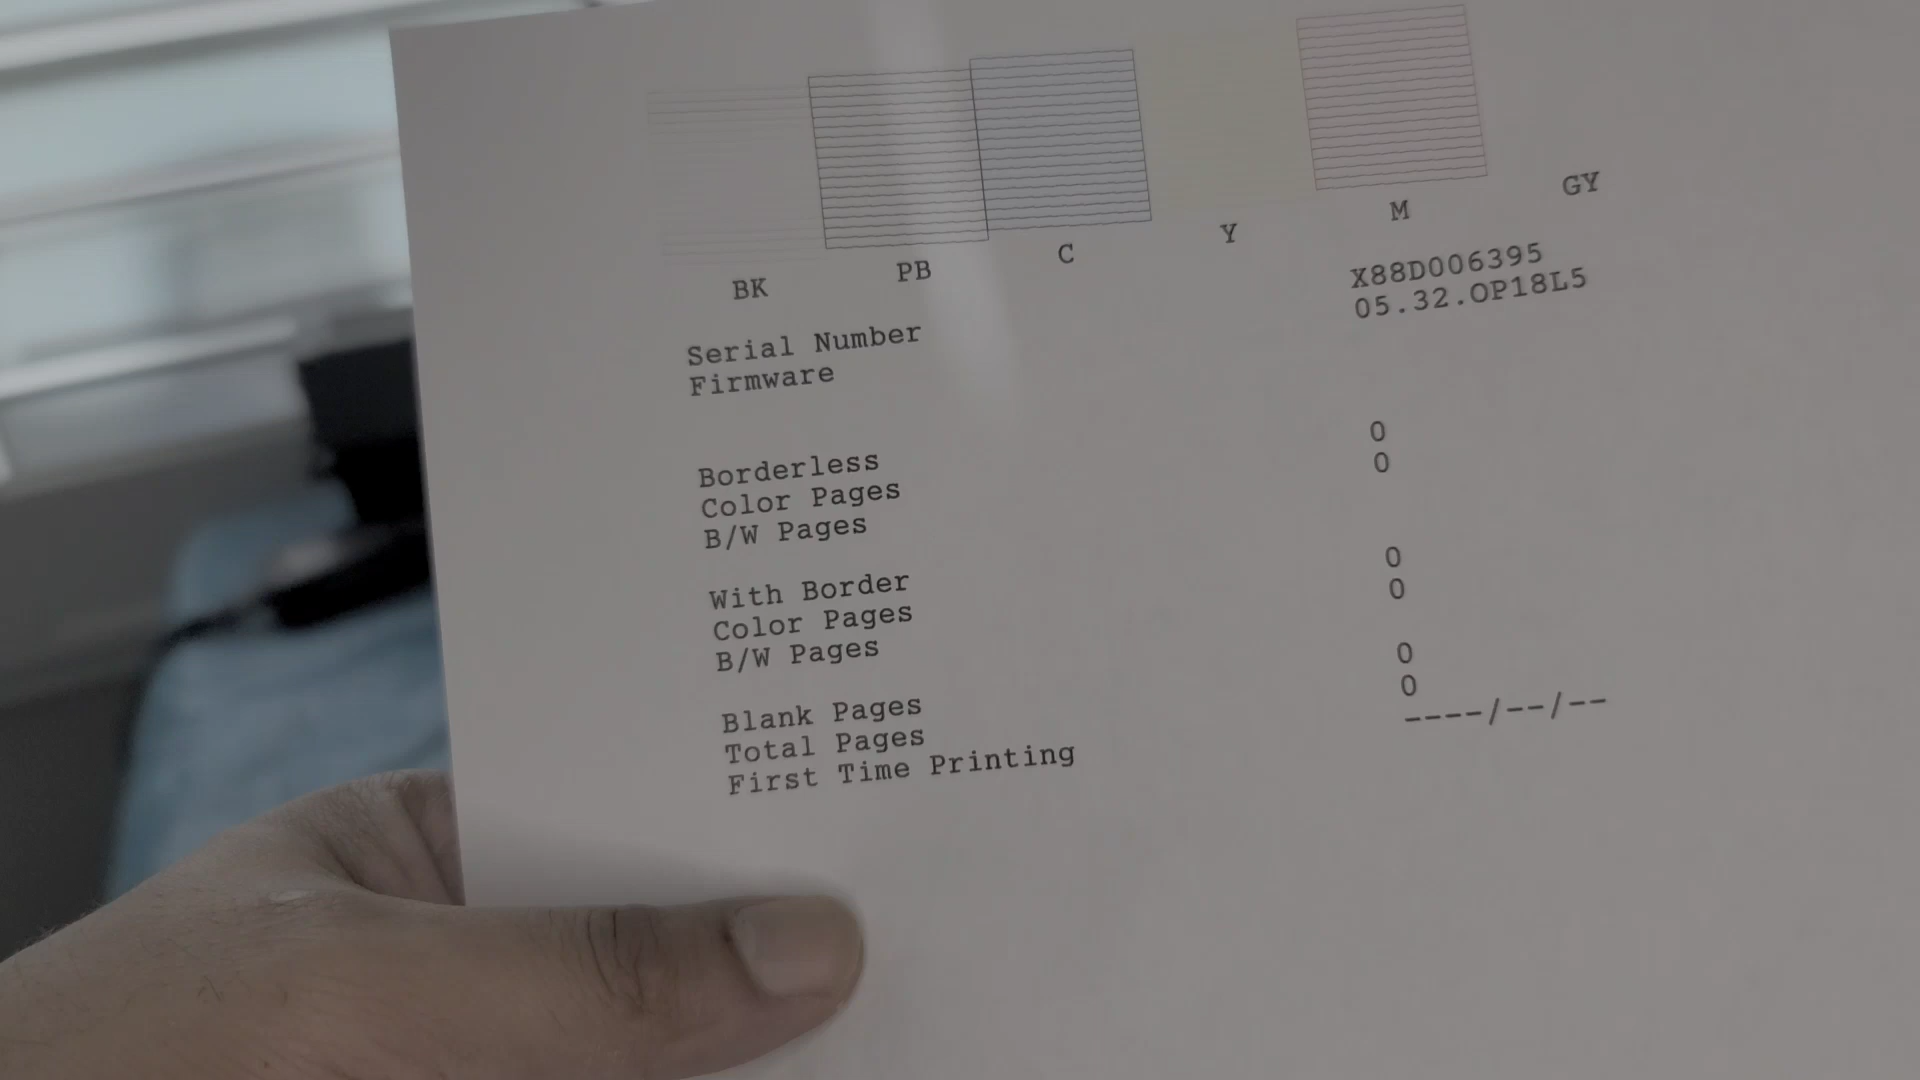 BK PB C Y M GY
Serial Number X88D006395
Firmware 05.32.OP18L5
Borderless
Color Pages 0
B/W Pages 0
With Border
Color Pages 0
B/W Pages 0
Blank Pages 0
Total Pages 0
First Time Printing ----/--/--